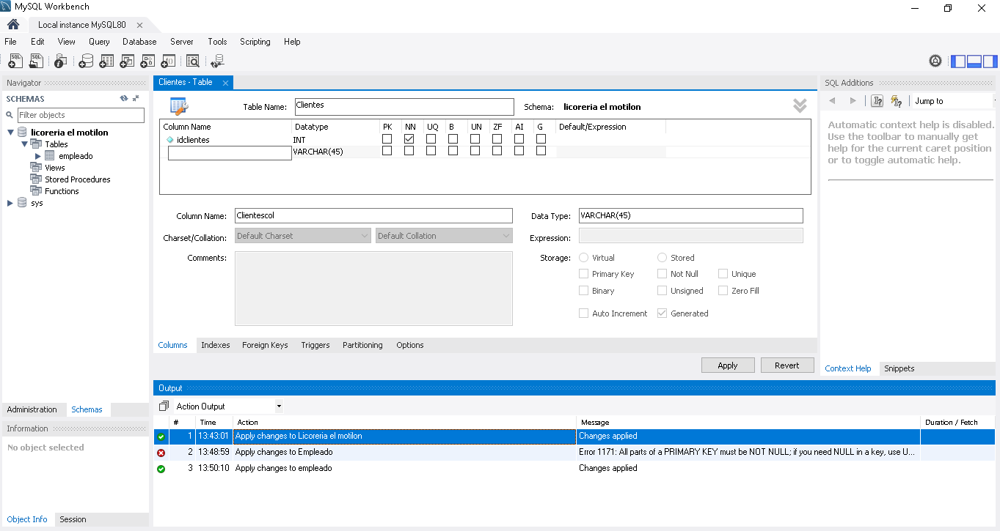 MySQL Workbench
Local instance MySQL80
File Edit View Query Database Server Tools Scripting Help
Navigator
SCHEMAS
Filter objects
licoreria el motilon
Tables
empleado
Views
Stored Procedures
Functions
sys
Administration Schemas
Information
No object selected
Object Info Session
Clientes - Table
Table Name: Clientes Schema: licoreria el motilon
Column Name Datatype PK NN UQ B UN ZF AI G Default/Expression
idclientes INT
VARCHAR(45)
Column Name: Clientescol Data Type: VARCHAR(45)
Charset/Collation: Default Charset Default Collation Expression:
Comments: Storage: Virtual Stored
Primary Key Not Null Unique
Binary Unsigned Zero Fill
Auto Increment Generated
Columns Indexes Foreign Keys Triggers Partitioning Options
Apply Revert
SQL Additions
Jump to
Automatic context help is disabled.
Use the toolbar to manually get
help for the current caret position
or to toggle automatic help.
Context Help Snippets
Output
Action Output
# Time Action Message Duration / Fetch
1 13:43:01 Apply changes to Licoreria el motilon Changes applied
2 13:48:59 Apply changes to Empleado Error 1171: All parts of a PRIMARY KEY must be NOT NULL; if you need NULL in a key, use U...
3 13:50:10 Apply changes to empleado Changes applied